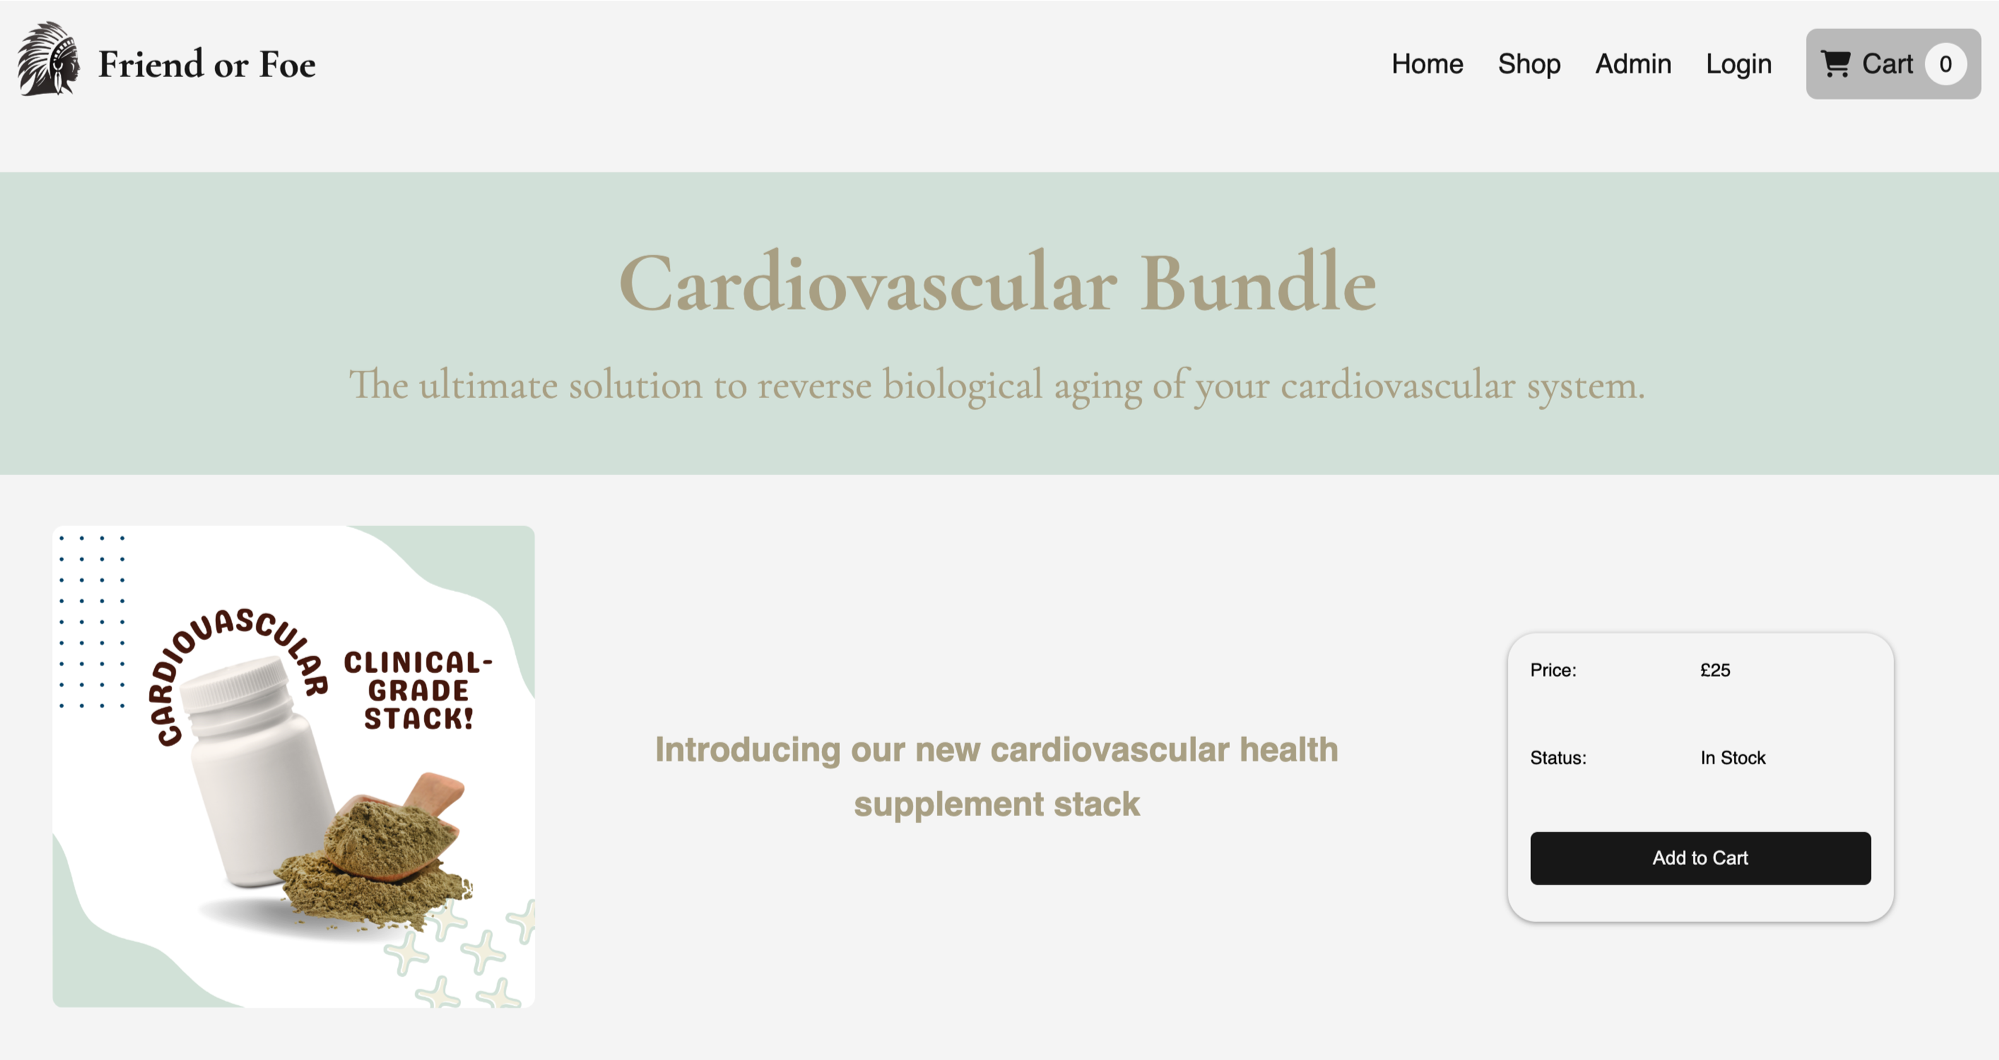 Friend or Foe
Home
Shop
Admin
Login
Cart
0
Cardiovascular Bundle
The ultimate solution to reverse biological aging of your cardiovascular system.
CARDIOVASCULAR
CLINICAL-
GRADE
STACK!
Introducing our new cardiovascular health
supplement stack
Price: £25
Status: In Stock
Add to Cart